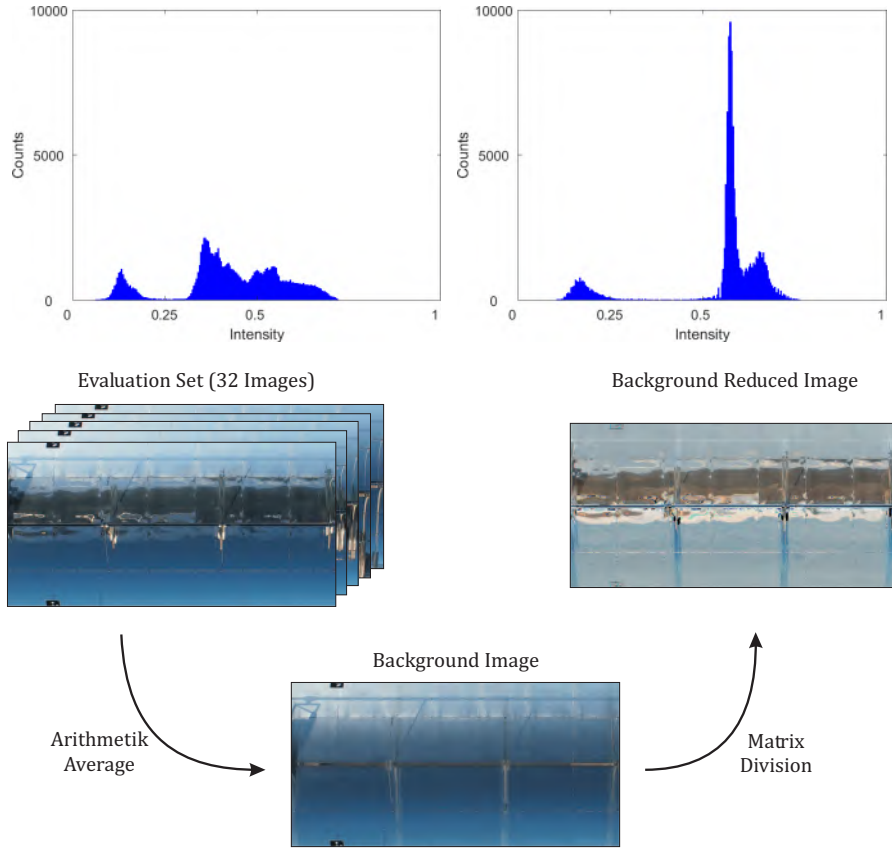 10000
5000
0
Counts
0
0.25
0.5
1
Intensity
10000
5000
0
Counts
0
0.25
0.5
1
Intensity
Evaluation Set (32 Images)
Background Reduced Image
Background Image
Arithmetik
Average
Matrix
Division